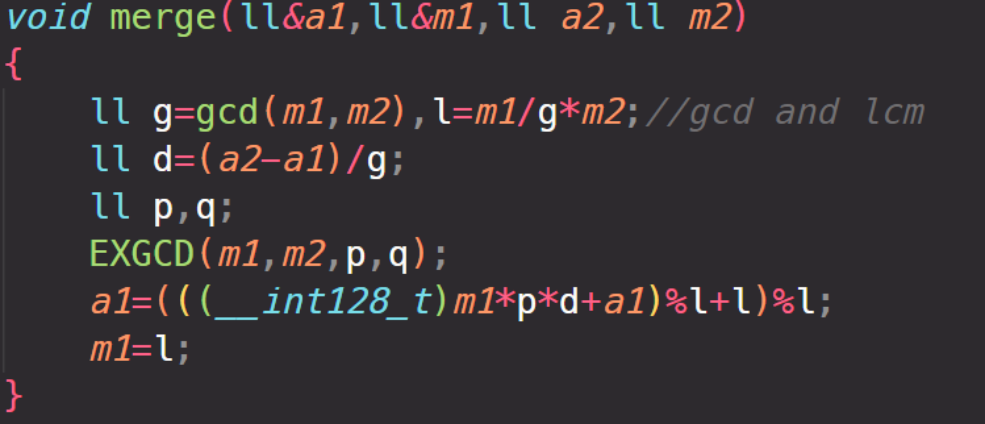 void merge(ll&a1,ll&m1,ll a2,ll m2)
{
    ll g=gcd(m1,m2),l=m1/g*m2;//gcd and lcm
    ll d=(a2-a1)/g;
    ll p,q;
    EXGCD(m1,m2,p,q);
    a1=(((__int128_t)m1*p*d+a1)%l+l)%l;
    m1=l;
}